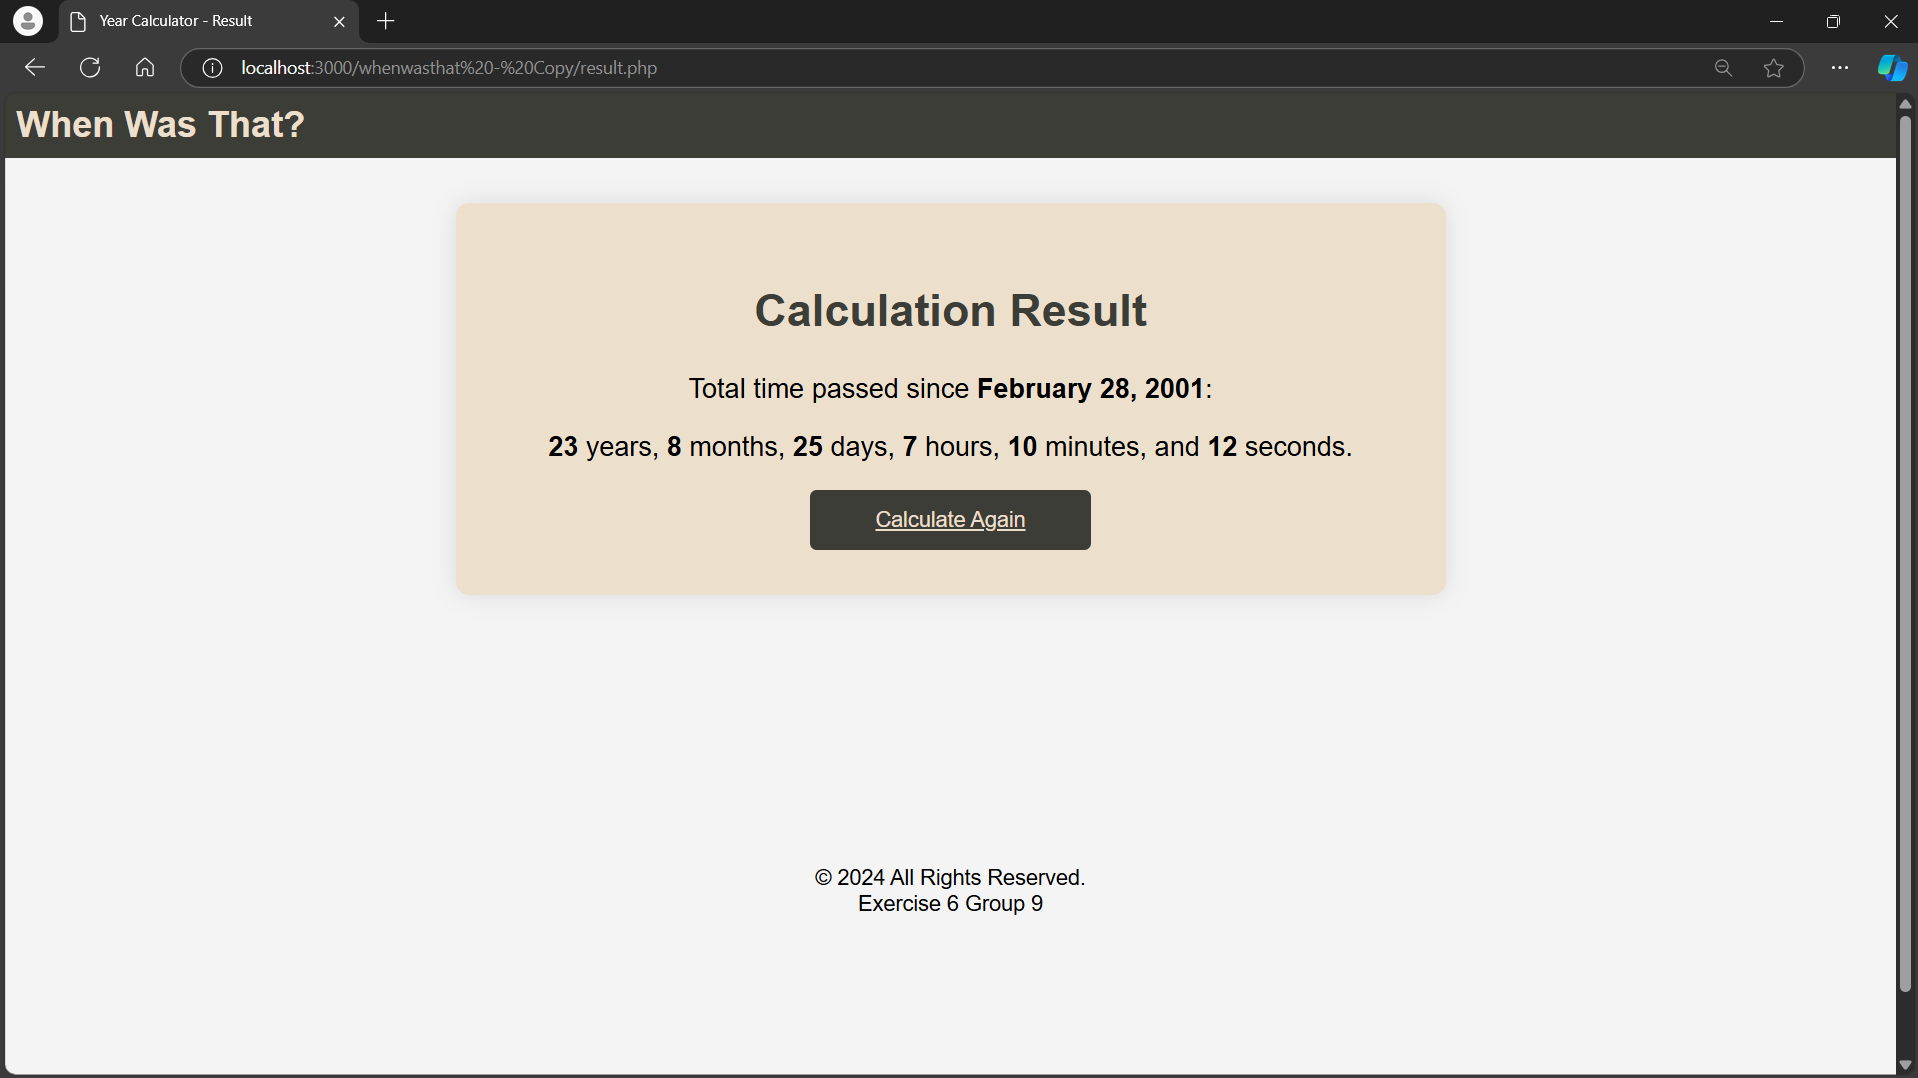 Year Calculator - Result
localhost:3000/whenwasthat%20-%20Copy/result.php
When Was That?
Calculation Result
Total time passed since February 28, 2001:
23 years, 8 months, 25 days, 7 hours, 10 minutes, and 12 seconds.
Calculate Again
© 2024 All Rights Reserved.
Exercise 6 Group 9